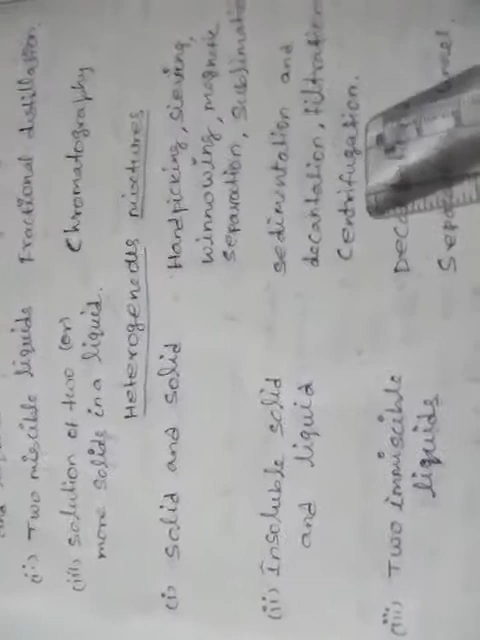 (ii) Two miscible liquids Fractional distillation.
(iii) Solution of two (or) Chromatography
more solids in a liquid.
Heterogeneous mixtures
(i) Solid and solid Handpicking, sieving,
winnowing, magnetic
separation,
(ii) Insoluble solid sedimentation and
and liquid decantation, filtration
centrifugation.
(iii) Two immiscible
liquids